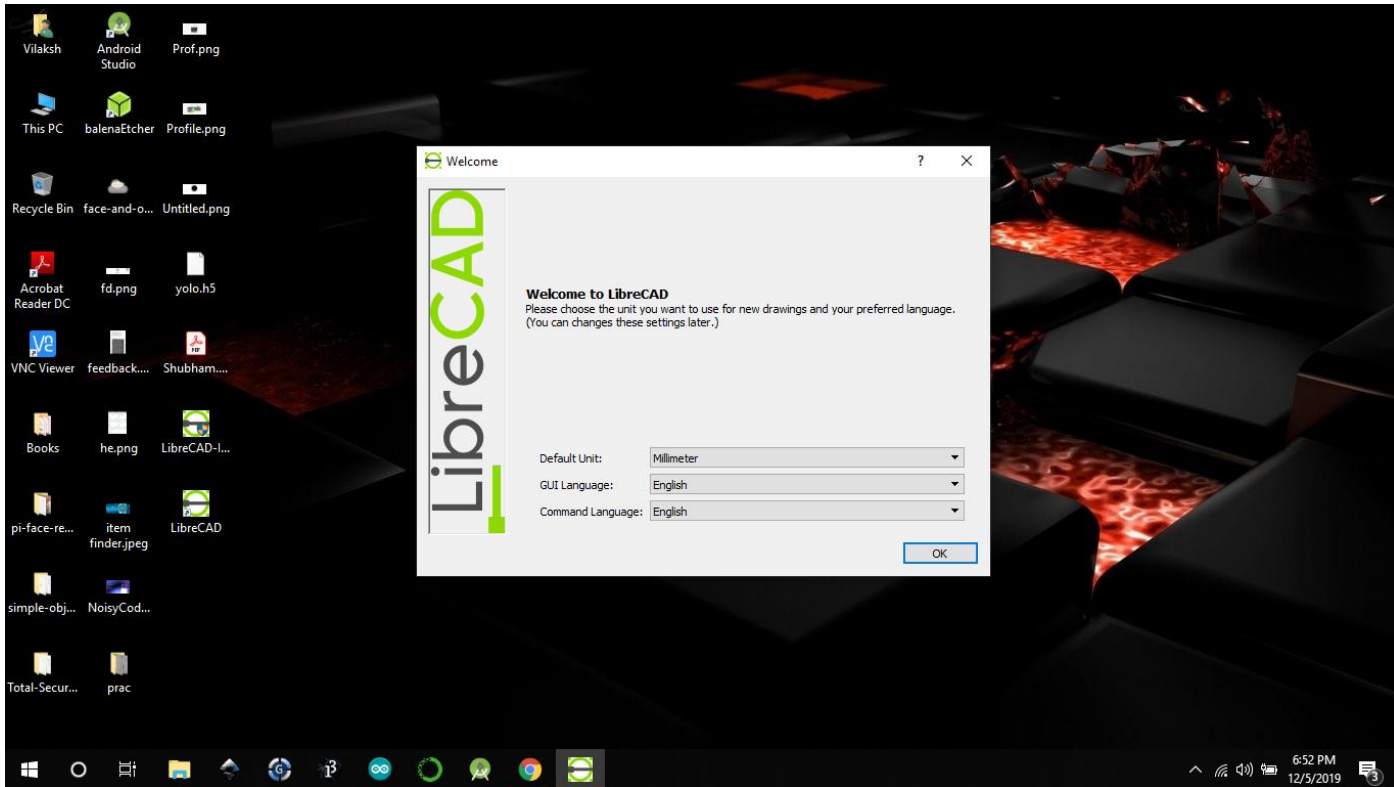 Vilaksh
Android
Studio
Prof.png
This PC
balenaEtcher
Profile.png
Recycle Bin
face-and-o...
Untitled.png
Acrobat
Reader DC
fd.png
yolo.h5
VNC Viewer
feedback....
Shubham....
Books
he.png
LibreCAD-I...
pi-face-re...
item
finder.jpeg
LibreCAD
simple-obj...
NoisyCod...
Total-Secur...
prac
Welcome
LibreCAD
Welcome to LibreCAD
Please choose the unit you want to use for new drawings and your preferred language.
(You can changes these settings later.)
Default Unit: Millimeter
GUI Language: English
Command Language: English
OK
6:52 PM
12/5/2019
3